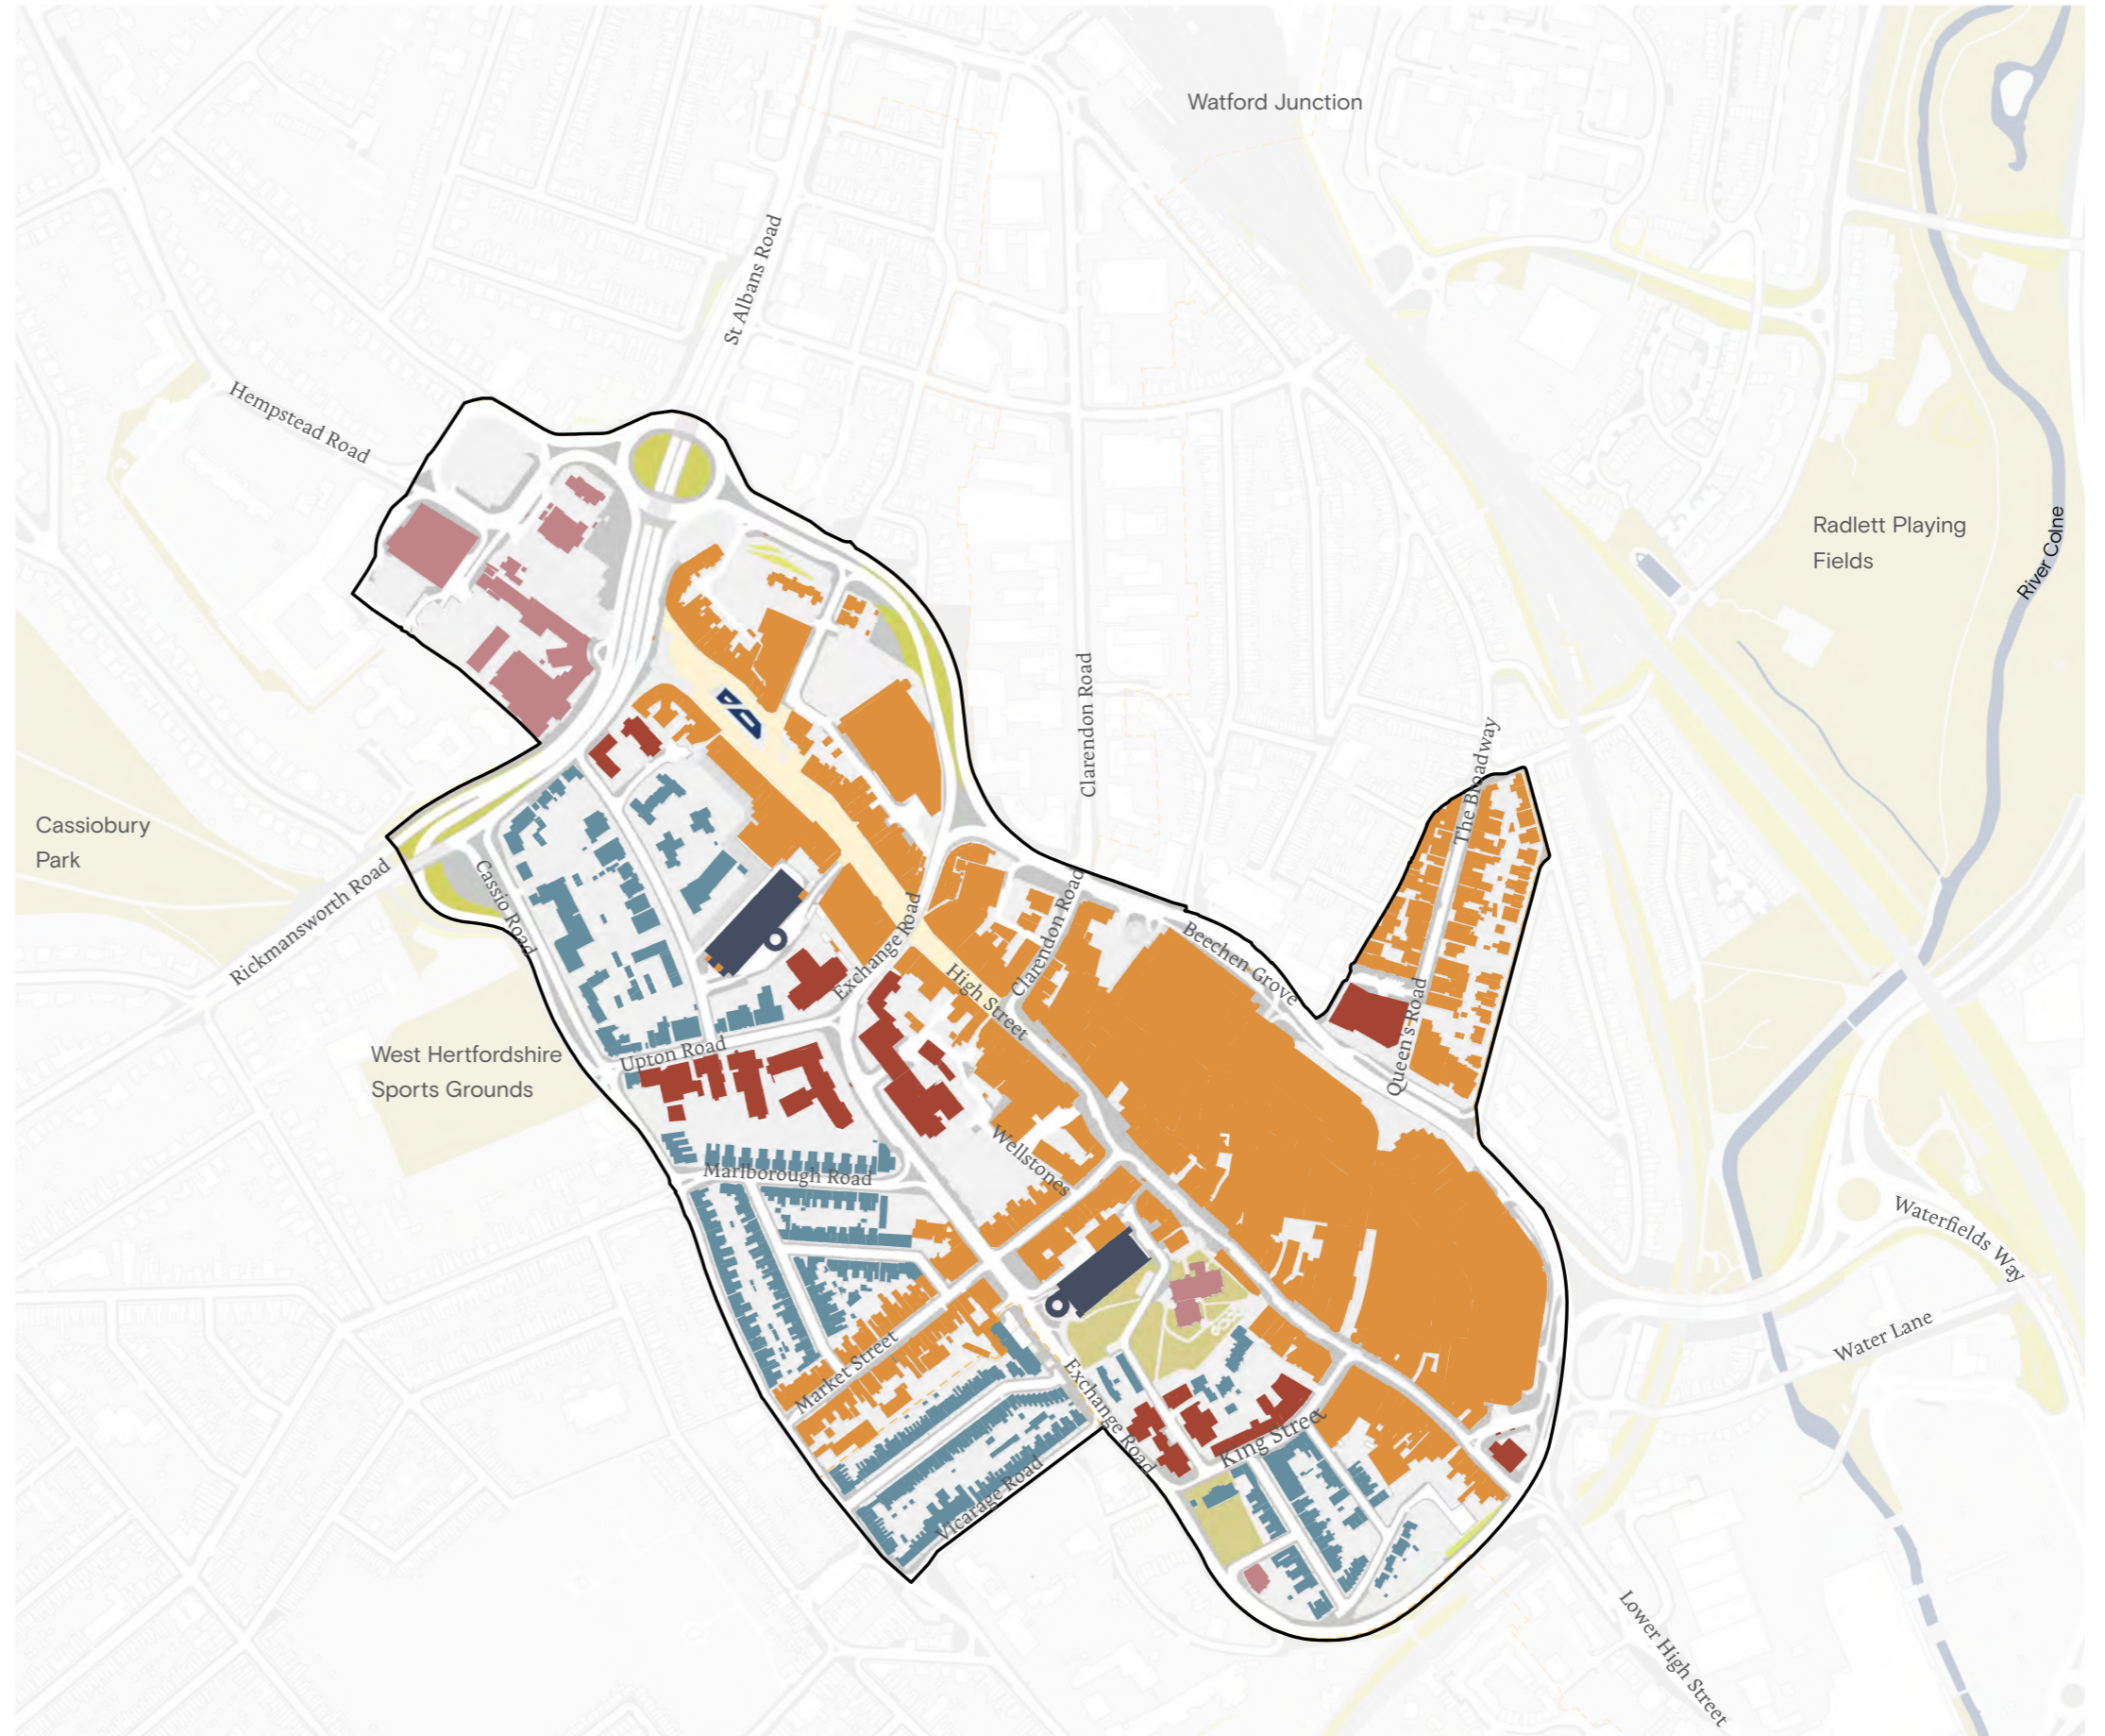 Watford Junction
St Albans Road
Hempstead Road
Radlett Playing
Fields
River Colne
Clarendon Road
The Broadway
Cassiobury
Park
Rickmansworth Road
Cassio Road
Exchange Road
Clarendon Road
Beechen Grove
High Street
Queen's Road
West Hertfordshire
Sports Grounds
Upton Road
Wellstones
Marlborough Road
Waterfields Way
Water Lane
Market Street
Exchange Road
King Street
Vicarage Road
Lower High Street